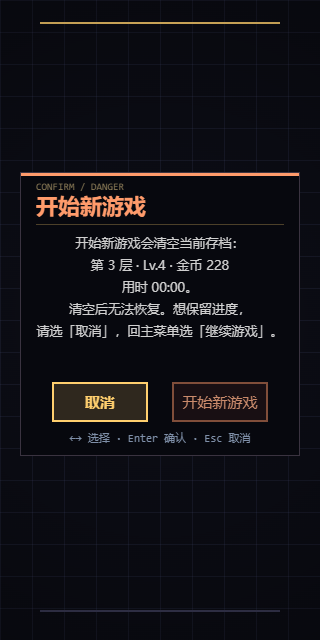 CONFIRM / DANGER
开始新游戏
开始新游戏会清空当前存档：
第 3 层 · Lv.4 · 金币 228
用时 00:00。
清空后无法恢复。想保留进度，
请选「取消」，回主菜单选「继续游戏」。
取消
开始新游戏
↔ 选择 · Enter 确认 · Esc 取消